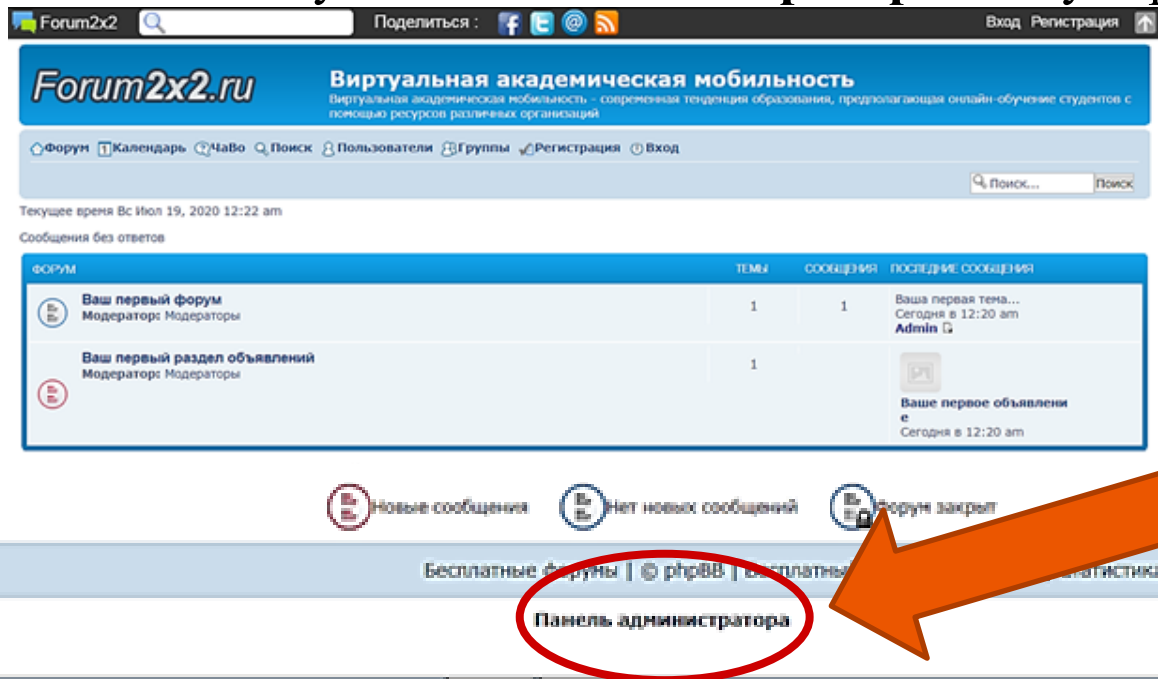 Forum2x2 Поделиться : Вход Регистрация
Forum2x2.ru
Виртуальная академическая мобильность
Виртуальная академическая мобильность - современная тенденция образования, предполагающая онлайн-обучение студентов с
помощью ресурсов различных организаций
Форум Календарь ЧаВо Поиск Пользователи Группы Регистрация Вход
Поиск... Поиск
Текущее время Вс Июл 19, 2020 12:22 am
Сообщения без ответов
ФОРУМ ТЕМЫ СООБЩЕНИЯ ПОСЛЕДНИЕ СООБЩЕНИЯ
Ваш первый форум 1 1 Ваша первая тема...
Модератор: Модераторы Сегодня в 12:20 am
Admin
Ваш первый раздел объявлений 1
Модератор: Модераторы
Ваше первое объявлени
е
Сегодня в 12:20 am
Новые сообщения Нет новых сообщений Форум закрыт
Бесплатные форумы | © phpBB |
Панель администратора